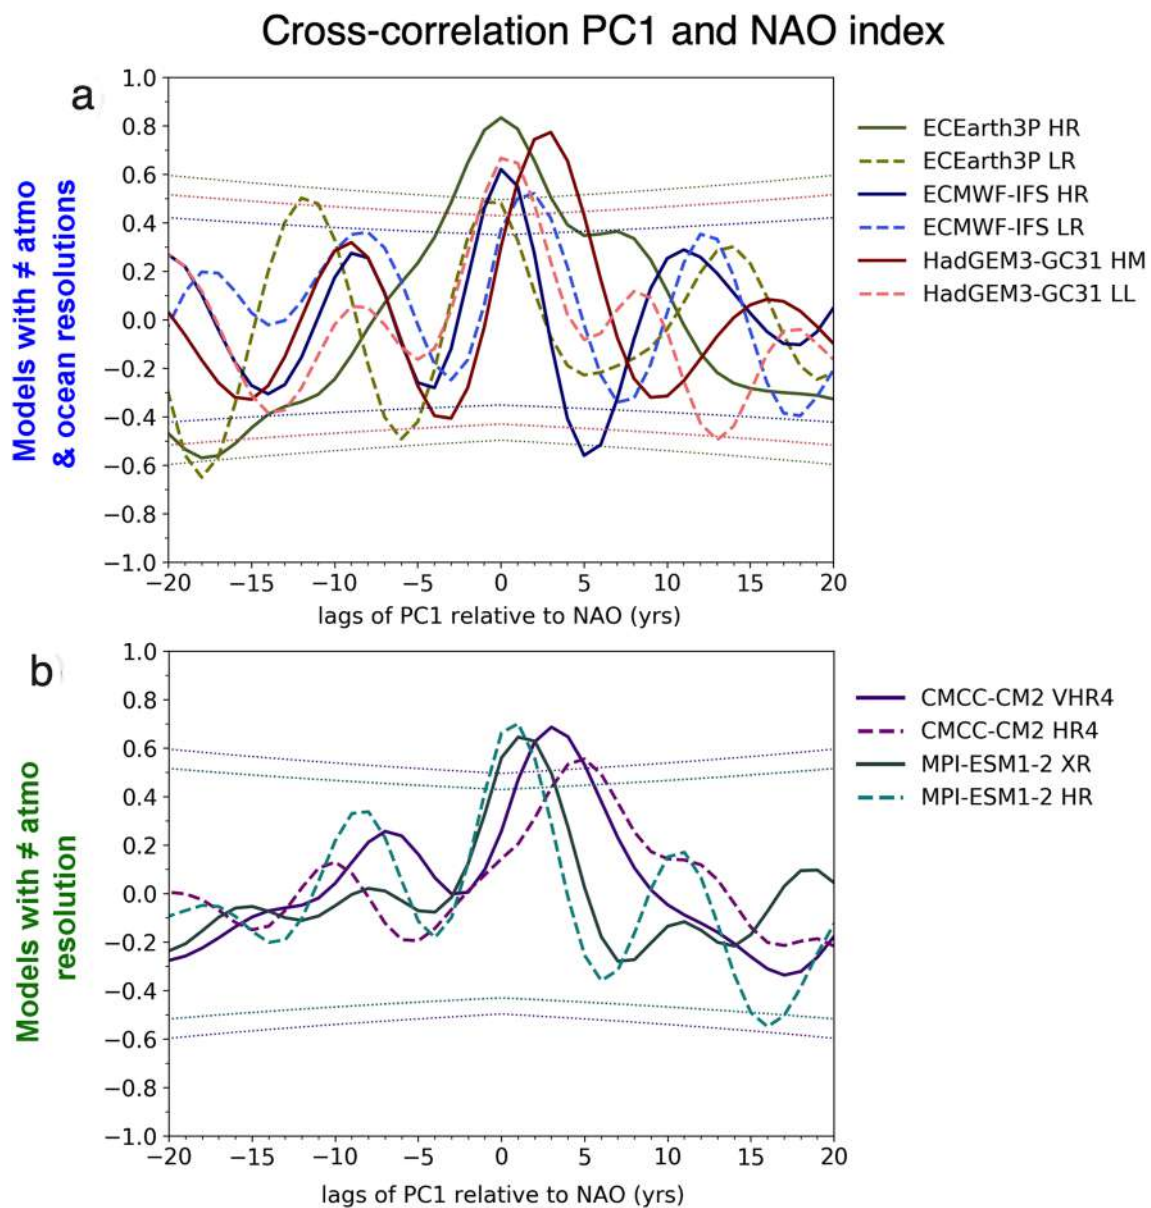 Cross-correlation PC1 and NAO index
a
Models with ≠ atmo
& ocean resolutions
1.0
0.8
0.6
0.4
0.2
0.0
−0.2
−0.4
−0.6
−0.8
−1.0
−20
−15
−10
−5
0
5
10
15
20
lags of PC1 relative to NAO (yrs)
ECEarth3P HR
ECEarth3P LR
ECMWF-IFS HR
ECMWF-IFS LR
HadGEM3-GC31 HM
HadGEM3-GC31 LL
b
Models with ≠ atmo
resolution
1.0
0.8
0.6
0.4
0.2
0.0
−0.2
−0.4
−0.6
−0.8
−1.0
−20
−15
−10
−5
0
5
10
15
20
lags of PC1 relative to NAO (yrs)
CMCC-CM2 VHR4
CMCC-CM2 HR4
MPI-ESM1-2 XR
MPI-ESM1-2 HR